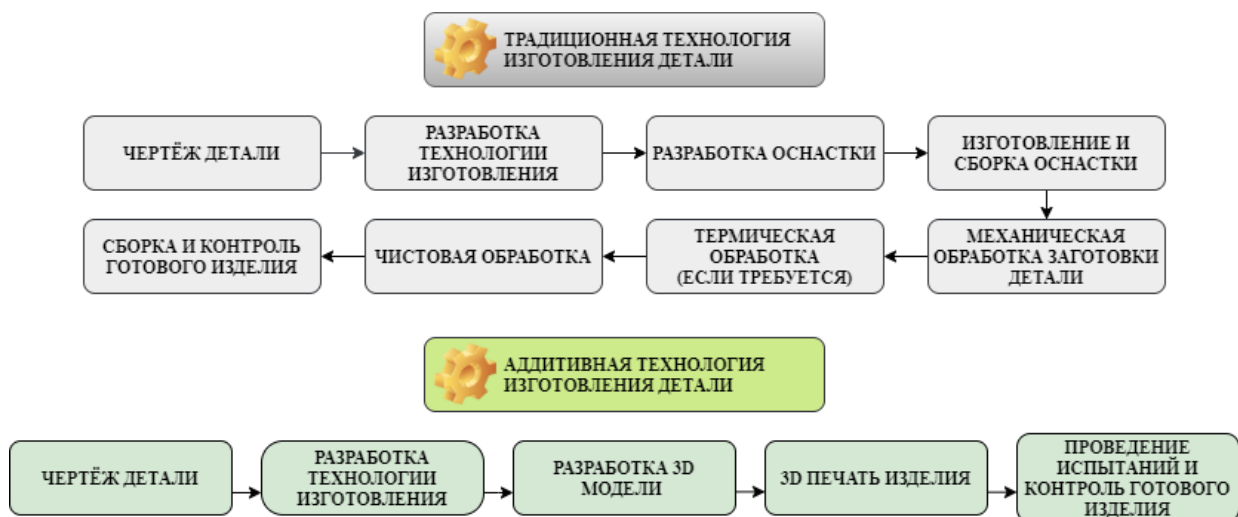 ТРАДИЦИОННАЯ ТЕХНОЛОГИЯ
ИЗГОТОВЛЕНИЯ ДЕТАЛИ
ЧЕРТЁЖ ДЕТАЛИ
РАЗРАБОТКА
ТЕХНОЛОГИИ
ИЗГОТОВЛЕНИЯ
РАЗРАБОТКА ОСНАСТКИ
ИЗГОТОВЛЕНИЕ И
СБОРКА ОСНАСТКИ
МЕХАНИЧЕСКАЯ
ОБРАБОТКА ЗАГОТОВКИ
ДЕТАЛИ
ТЕРМИЧЕСКАЯ
ОБРАБОТКА
(ЕСЛИ ТРЕБУЕТСЯ)
ЧИСТОВАЯ ОБРАБОТКА
СБОРКА И КОНТРОЛЬ
ГОТОВОГО ИЗДЕЛИЯ
АДДИТИВНАЯ ТЕХНОЛОГИЯ
ИЗГОТОВЛЕНИЯ ДЕТАЛИ
ЧЕРТЁЖ ДЕТАЛИ
РАЗРАБОТКА
ТЕХНОЛОГИИ
ИЗГОТОВЛЕНИЯ
РАЗРАБОТКА 3D
МОДЕЛИ
3D ПЕЧАТЬ ИЗДЕЛИЯ
ПРОВЕДЕНИЕ
ИСПЫТАНИЙ И
КОНТРОЛЬ ГОТОВОГО
ИЗДЕЛИЯ